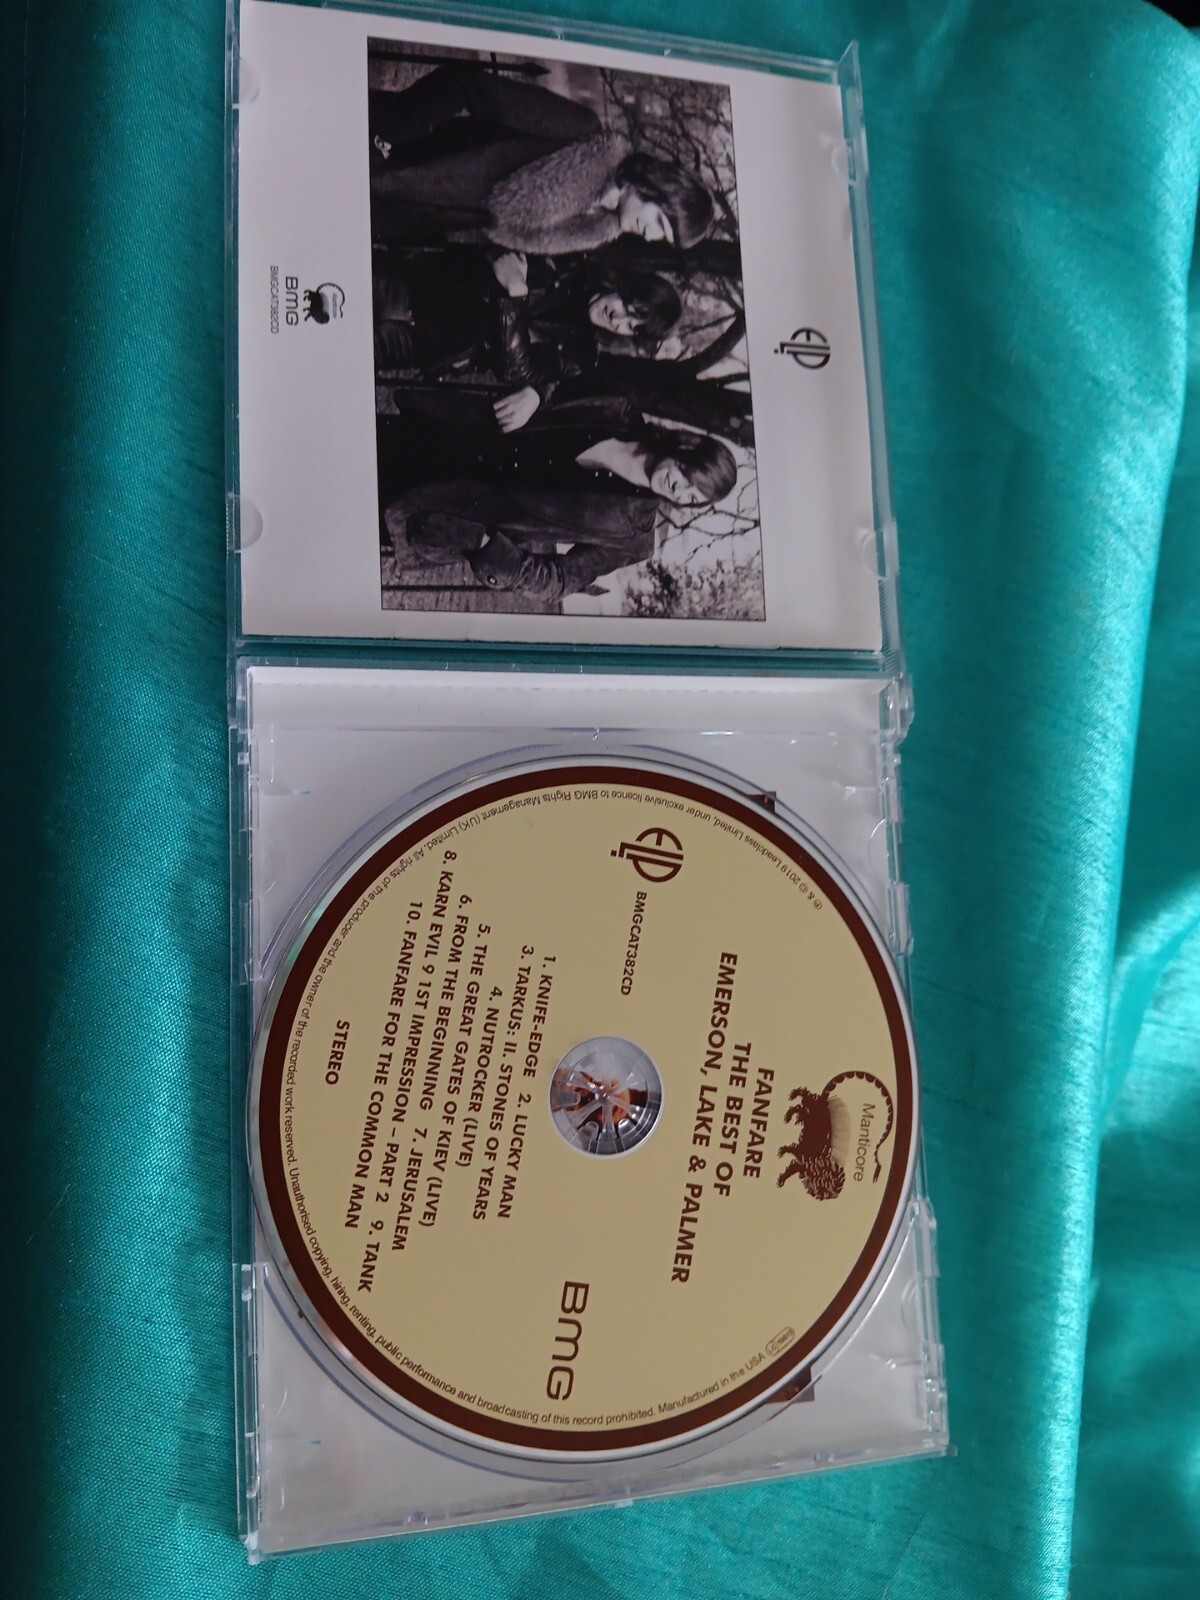 ELP
Manticore
BMG
BMGCAT382CD
Manticore
FANFARE
THE BEST OF
EMERSON, LAKE & PALMER
ELP
BMGCAT382CD
BMG
1. KNIFE-EDGE 2. LUCKY MAN
3. TARKUS: II. STONES OF YEARS
4. NUTROCKER (LIVE)
5. THE GREAT GATES OF KIEV (LIVE)
6. FROM THE BEGINNING 7. JERUSALEM
8. KARN EVIL 9 1ST IMPRESSION – PART 2 9. TANK
10. FANFARE FOR THE COMMON MAN
STEREO
℗ & © 2019 Leadclass Limited, under exclusive licence to BMG Rights Management (UK) Limited. All rights of the producer and the owner of the recorded work reserved. Unauthorised copying, hiring, renting, public performance and broadcasting of this record prohibited. Manufactured in the USA